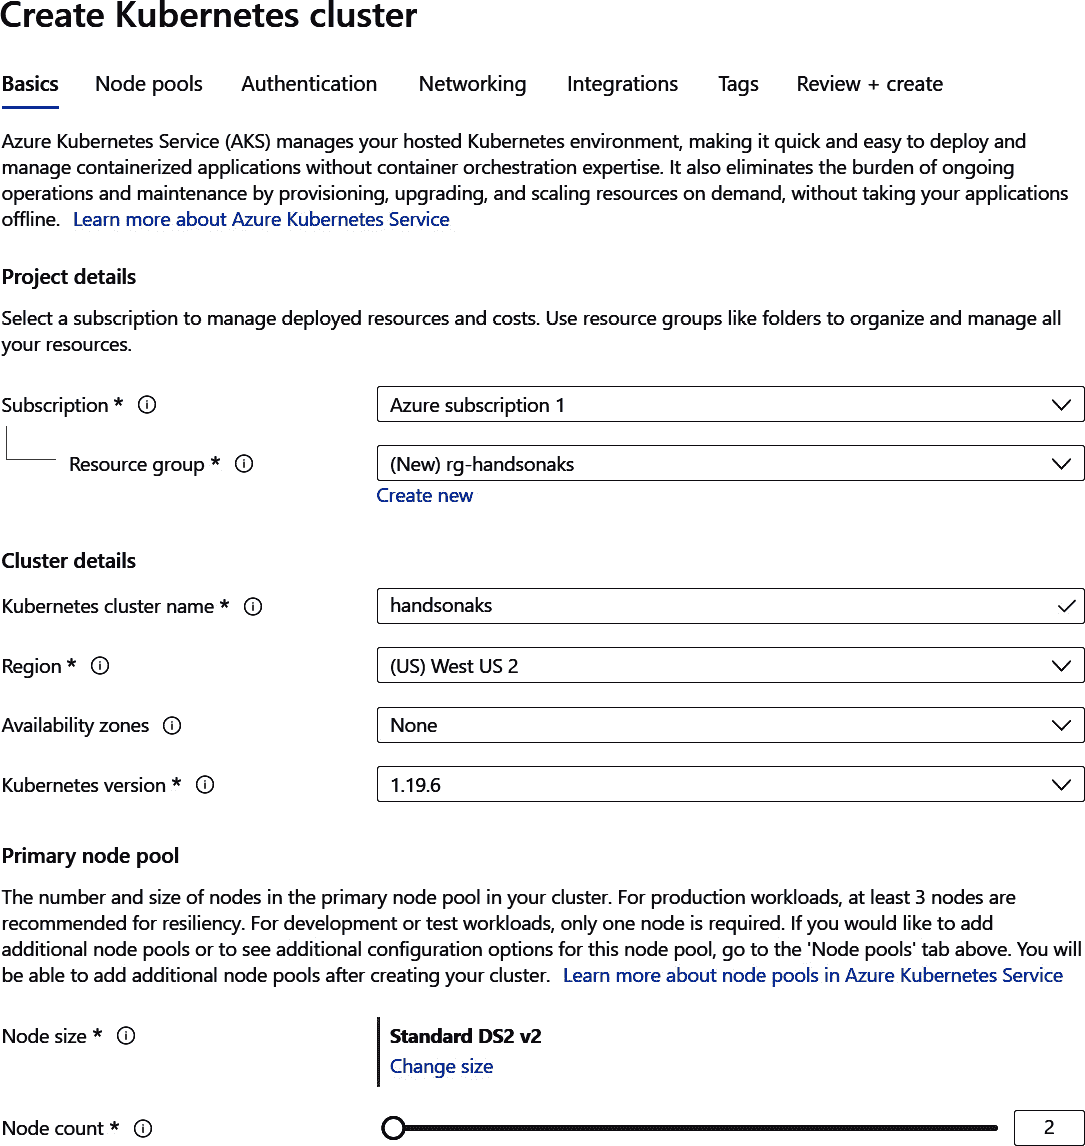 Create Kubernetes cluster
Basics Node pools Authentication Networking Integrations Tags Review + create
Azure Kubernetes Service (AKS) manages your hosted Kubernetes environment, making it quick and easy to deploy and
manage containerized applications without container orchestration expertise. It also eliminates the burden of ongoing
operations and maintenance by provisioning, upgrading, and scaling resources on demand, without taking your applications
offline. Learn more about Azure Kubernetes Service
Project details
Select a subscription to manage deployed resources and costs. Use resource groups like folders to organize and manage all
your resources.
Subscription * Azure subscription 1
Resource group * (New) rg-handsonaks
Create new
Cluster details
Kubernetes cluster name * handsonaks
Region * (US) West US 2
Availability zones None
Kubernetes version * 1.19.6
Primary node pool
The number and size of nodes in the primary node pool in your cluster. For production workloads, at least 3 nodes are
recommended for resiliency. For development or test workloads, only one node is required. If you would like to add
additional node pools or to see additional configuration options for this node pool, go to the 'Node pools' tab above. You will
be able to add additional node pools after creating your cluster. Learn more about node pools in Azure Kubernetes Service
Node size * Standard DS2 v2
Change size
Node count * 2